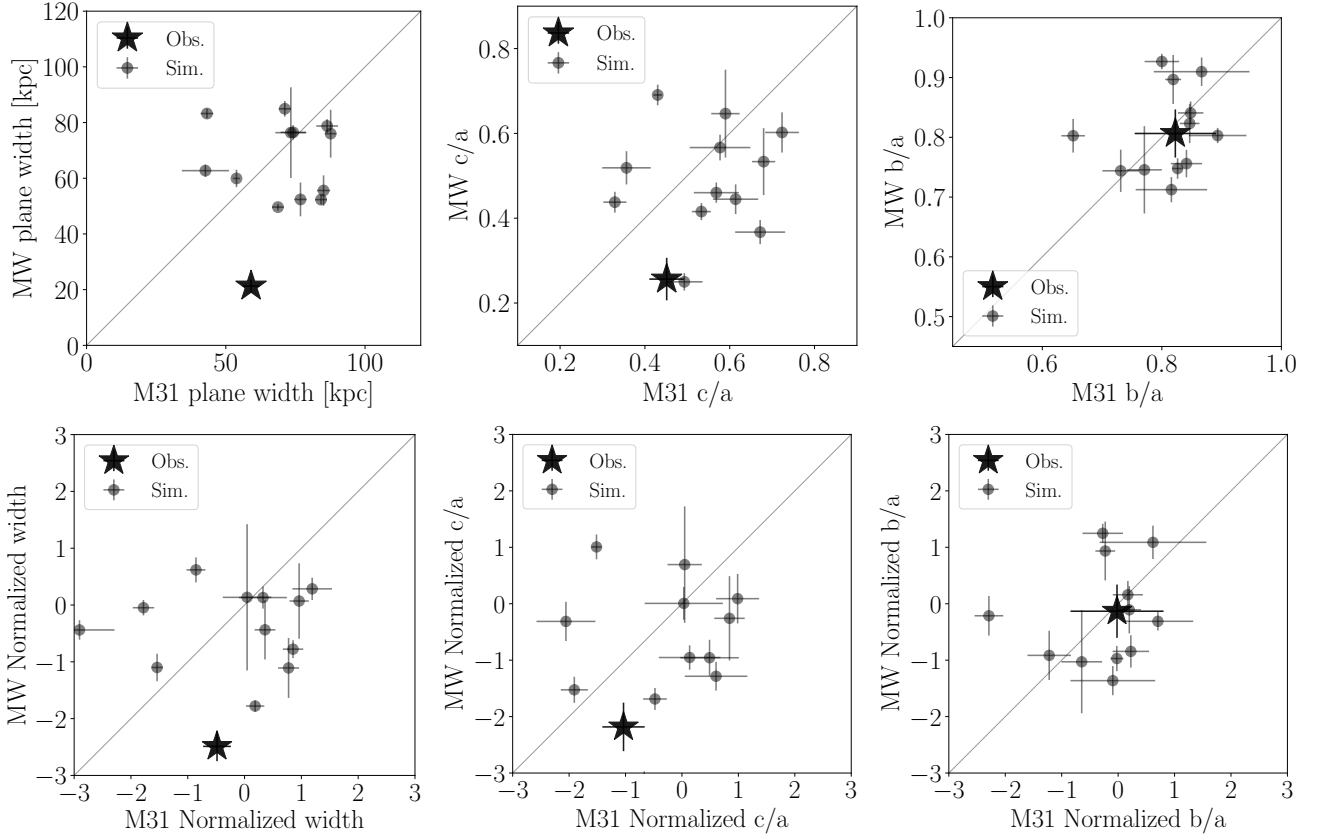 MW plane width [kpc]
120
100
80
60
40
20
0
0
50
100
M31 plane width [kpc]
Obs.
Sim.
MW c/a
0.8
0.6
0.4
0.2
0.2
0.4
0.6
0.8
M31 c/a
Obs.
Sim.
MW b/a
1.0
0.9
0.8
0.7
0.6
0.5
0.6
0.8
1.0
M31 b/a
Obs.
Sim.
MW Normalized width
3
2
1
0
−1
−2
−3
−3
−2
−1
0
1
2
3
M31 Normalized width
Obs.
Sim.
MW Normalized c/a
3
2
1
0
−1
−2
−3
−3
−2
−1
0
1
2
3
M31 Normalized c/a
Obs.
Sim.
MW Normalized b/a
3
2
1
0
−1
−2
−3
−3
−2
−1
0
1
2
3
M31 Normalized b/a
Obs.
Sim.